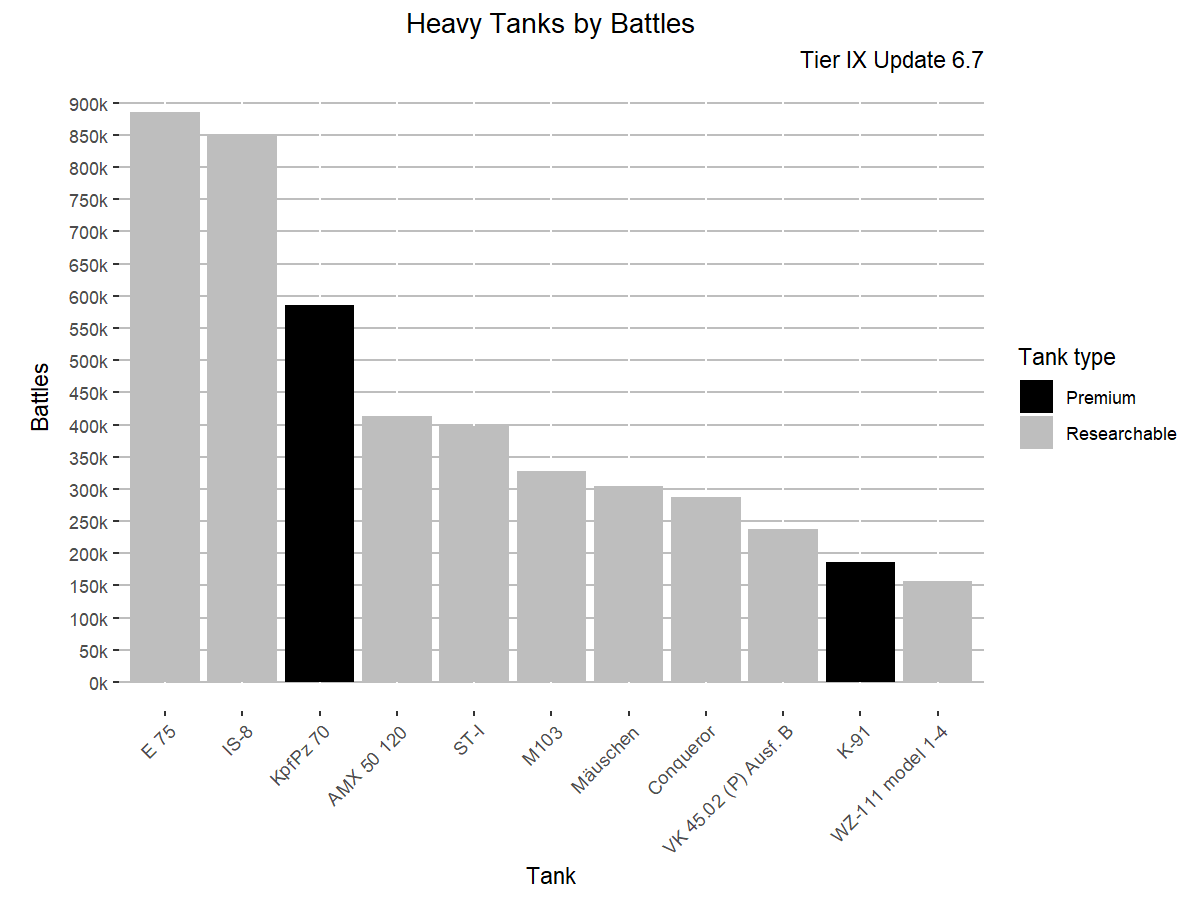 Heavy Tanks by Battles
Tier IX Update 6.7
Battles
900k
850k
800k
750k
700k
650k
600k
550k
500k
450k
400k
350k
300k
250k
200k
150k
100k
50k
0k
E 75
IS-8
KpfPz 70
AMX 50 120
ST-I
M103
Mäuschen
Conqueror
VK 45.02 (P) Ausf. B
K-91
WZ-111 model 1-4
Tank
Tank type
Premium
Researchable